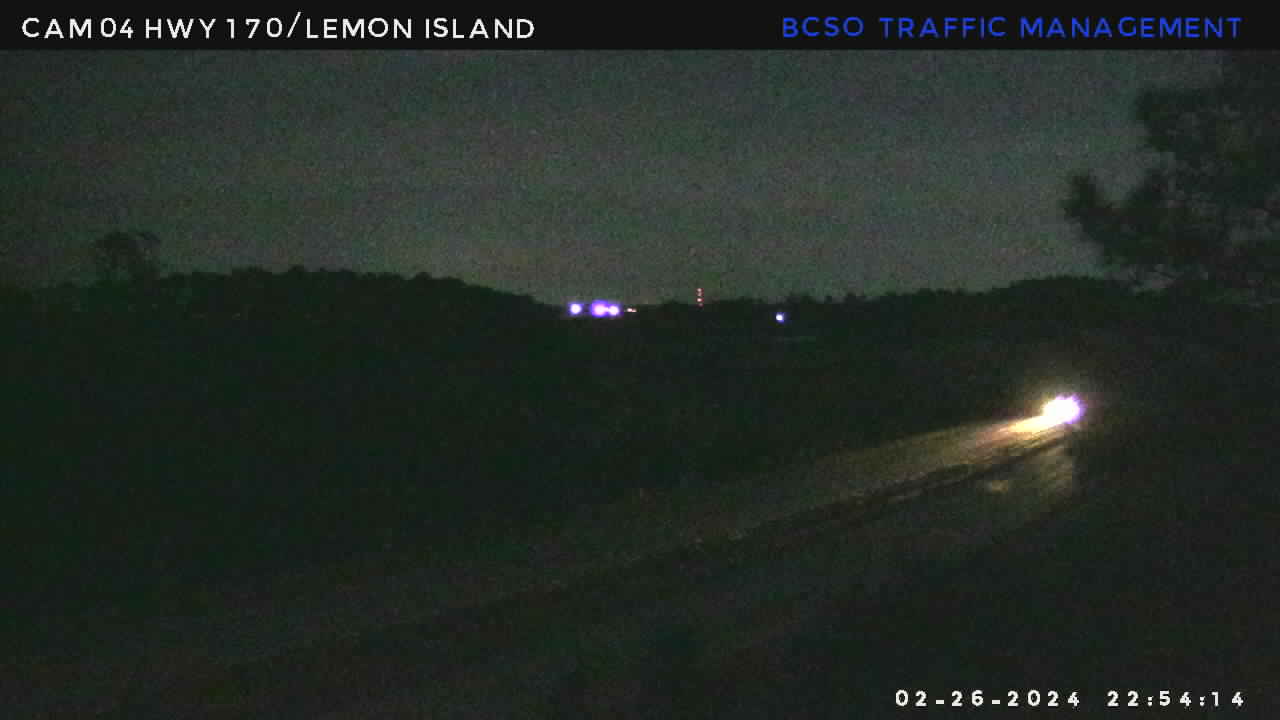 CAM04 HWY 170/LEMON ISLAND
BCSO TRAFFIC MANAGEMENT
02-26-2024 22:54:14